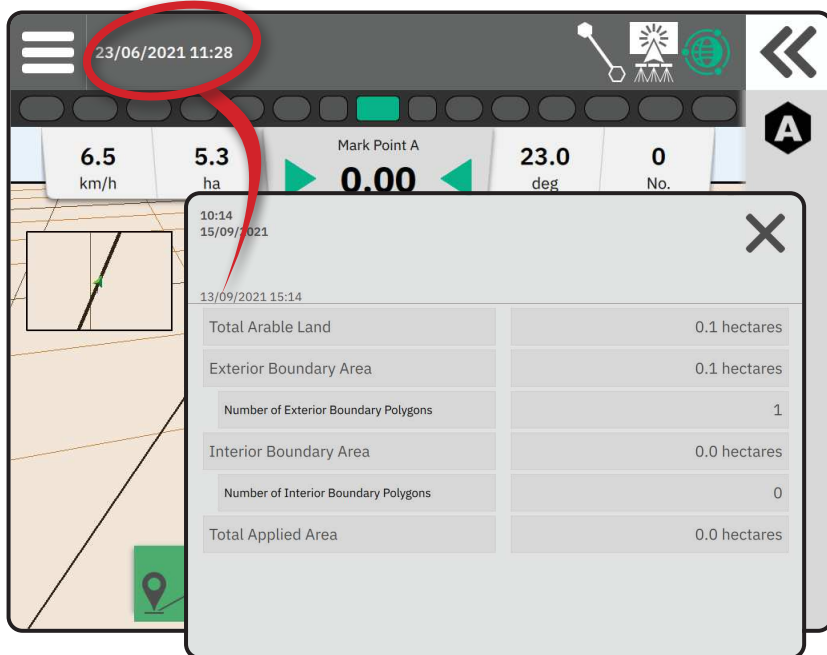 23/06/2021 11:28
A
6.5
km/h
5.3
ha
Mark Point A
0.00
23.0
deg
0
No.
10:14
15/09/2021
13/09/2021 15:14
Total Arable Land 0.1 hectares
Exterior Boundary Area 0.1 hectares
Number of Exterior Boundary Polygons 1
Interior Boundary Area 0.0 hectares
Number of Interior Boundary Polygons 0
Total Applied Area 0.0 hectares